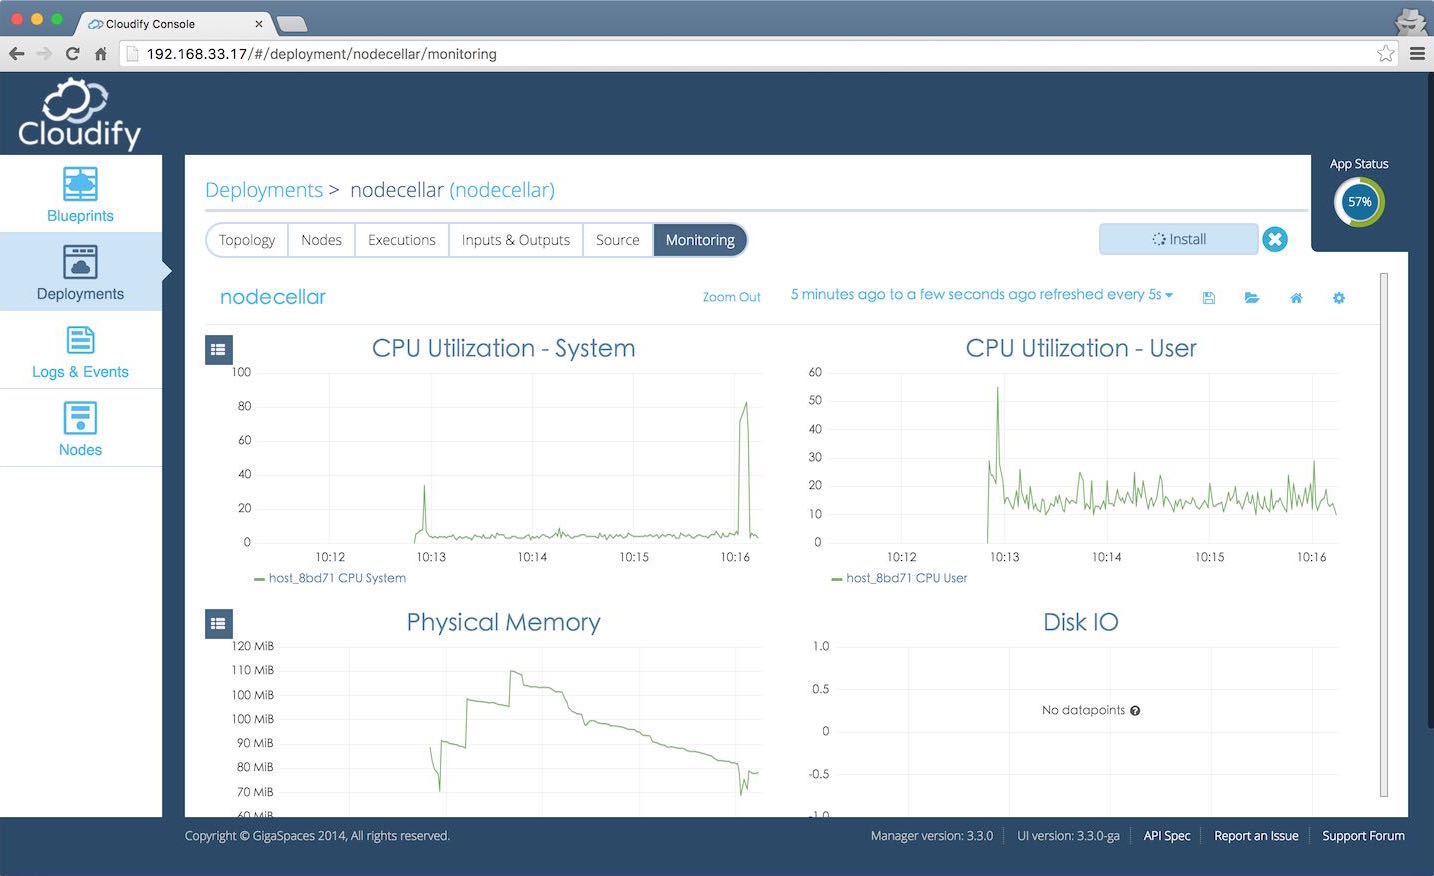 Cloudify Console
192.168.33.17/#/deployment/nodecellar/monitoring
Cloudify
App Status
57%
Blueprints
Deployments
Logs & Events
Nodes
Deployments > nodecellar (nodecellar)
Topology Nodes Executions Inputs & Outputs Source Monitoring
Install
nodecellar
Zoom Out
5 minutes ago to a few seconds ago refreshed every 5s
CPU Utilization - System
100
80
60
40
20
0
10:12 10:13 10:14 10:15 10:16
host_8bd71 CPU System
CPU Utilization - User
60
50
40
30
20
10
0
10:12 10:13 10:14 10:15 10:16
host_8bd71 CPU User
Physical Memory
120 MiB
110 MiB
100 MiB
100 MiB
90 MiB
80 MiB
70 MiB
60 MiB
Disk IO
1.0
0.5
0
-0.5
-1.0
No datapoints
Copyright © GigaSpaces 2014, All rights reserved.
Manager version: 3.3.0 UI version: 3.3.0-ga API Spec Report an Issue Support Forum